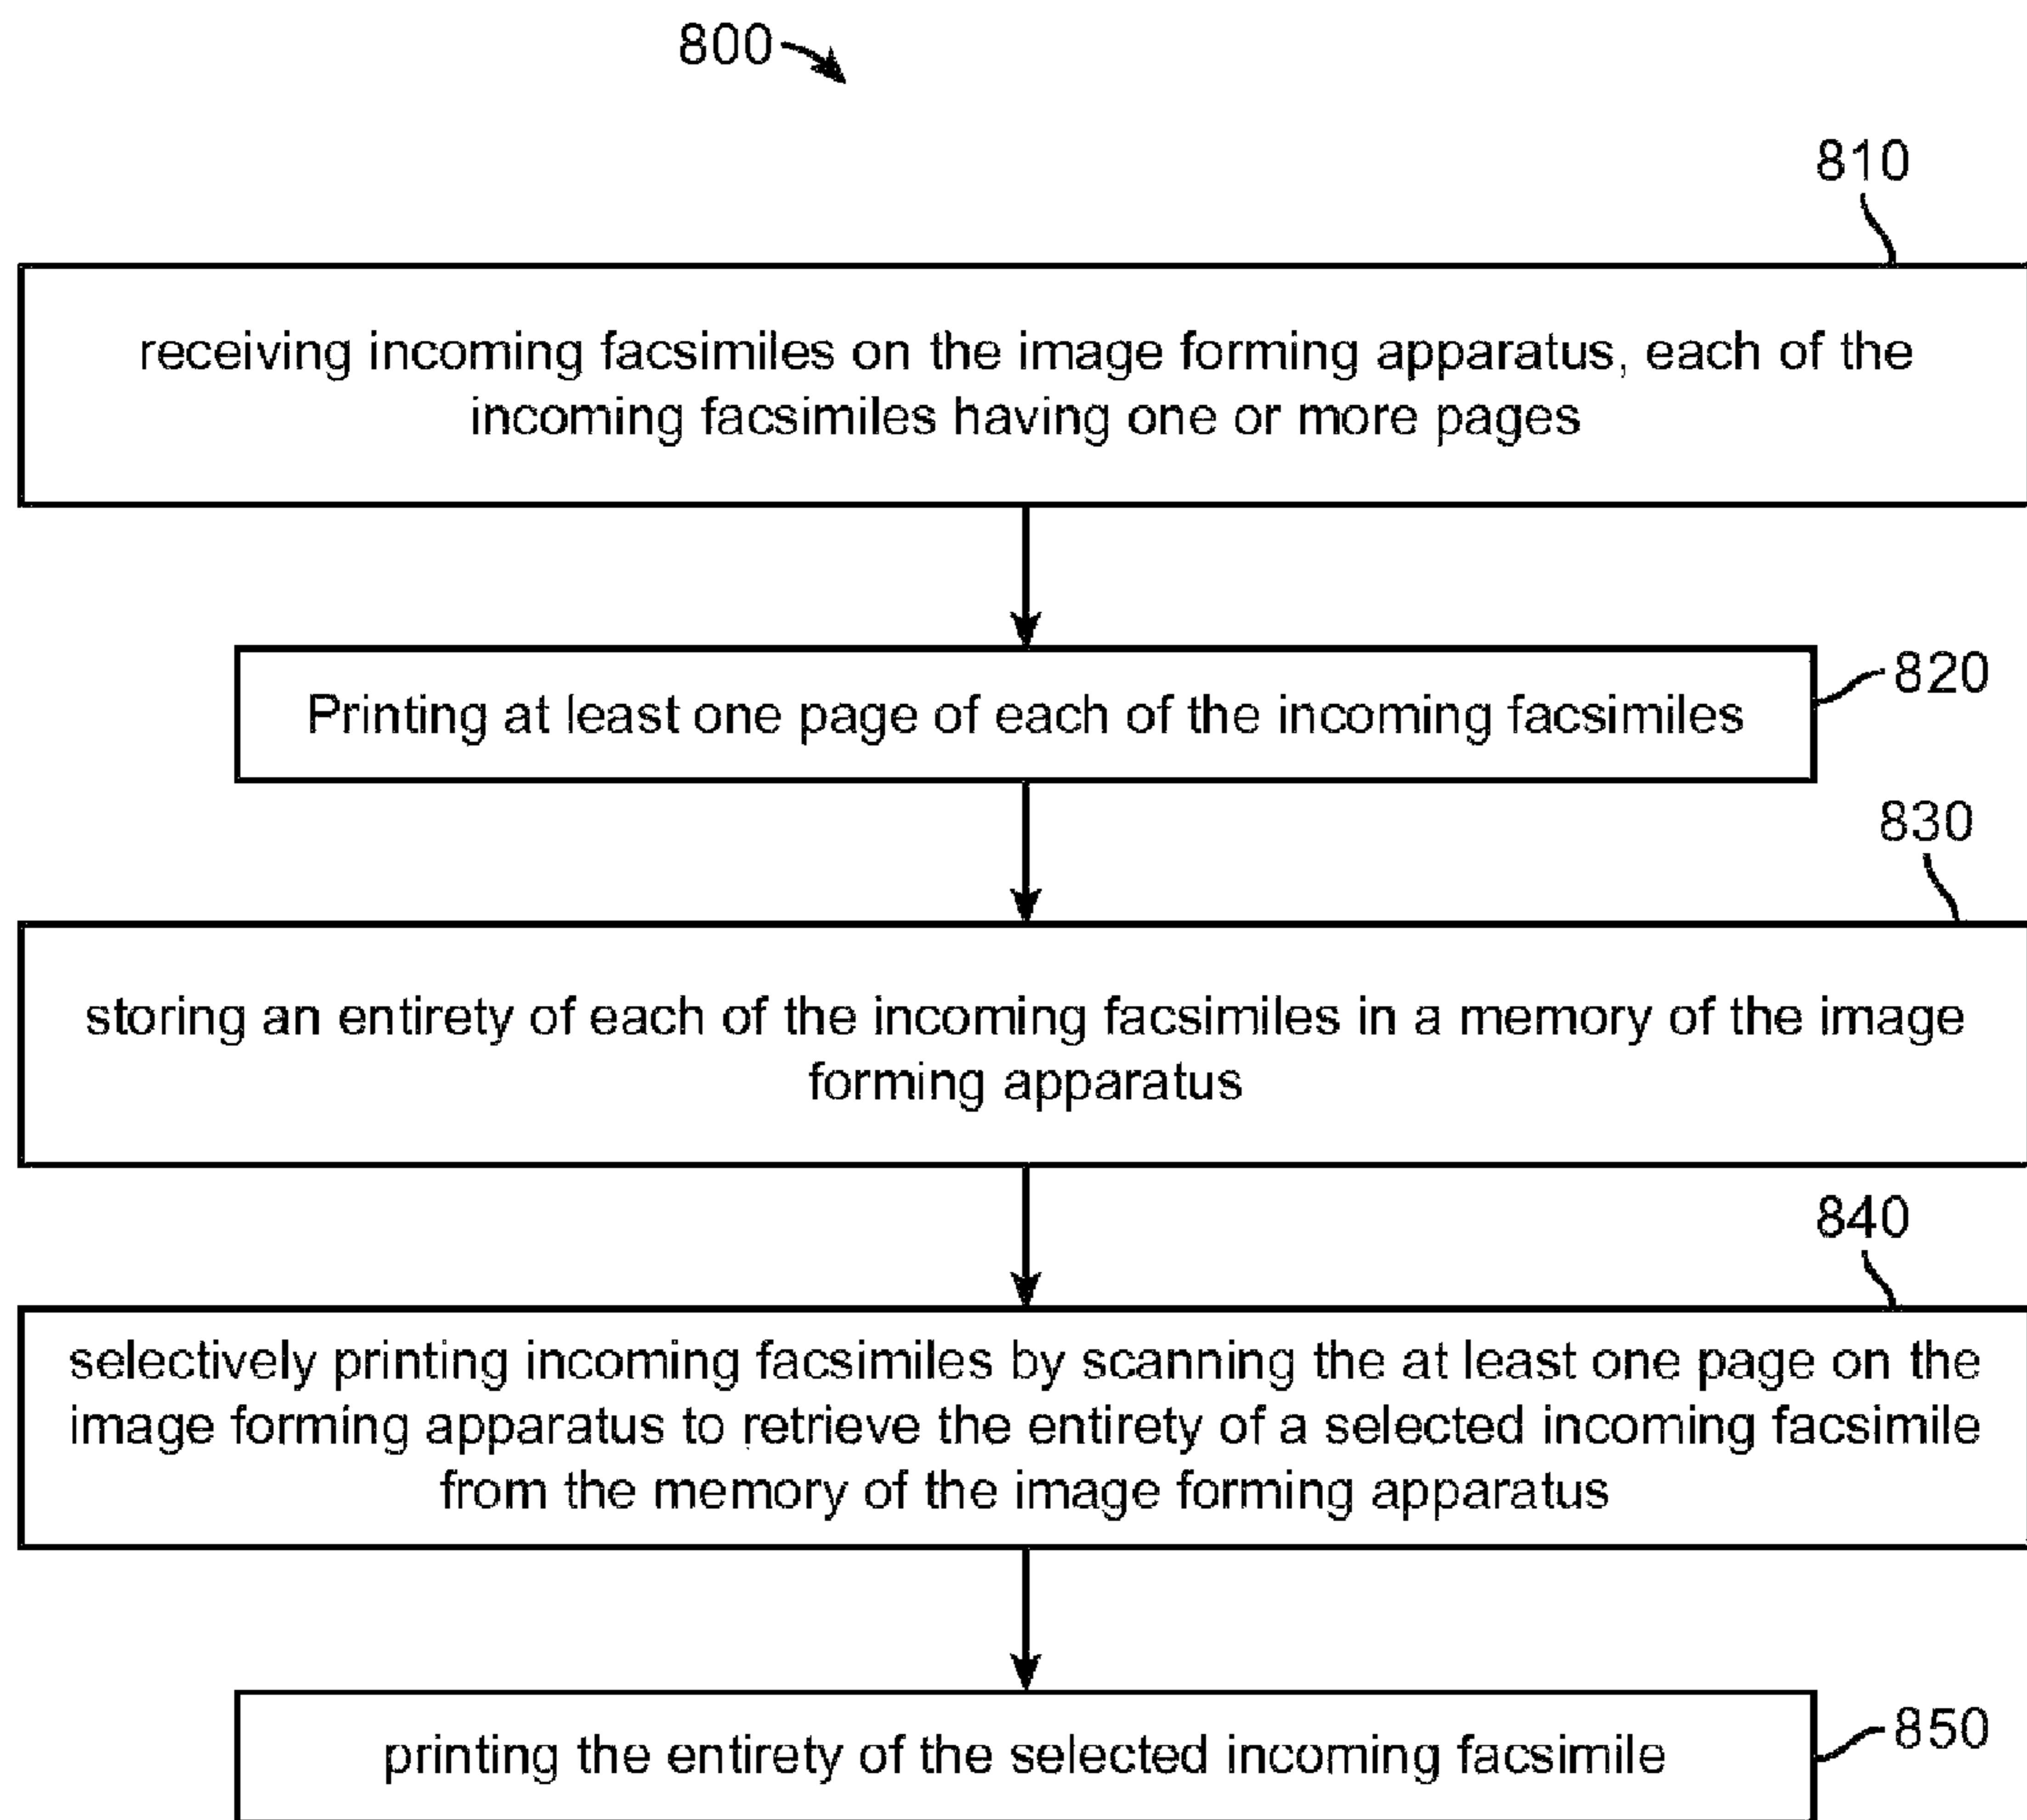 800
810
receiving incoming facsimiles on the image forming apparatus, each of the
incoming facsimiles having one or more pages
Printing at least one page of each of the incoming facsimiles
820
830
storing an entirety of each of the incoming facsimiles in a memory of the image
forming apparatus
840
selectively printing incoming facsimiles by scanning the at least one page on the
image forming apparatus to retrieve the entirety of a selected incoming facsimile
from the memory of the image forming apparatus
printing the entirety of the selected incoming facsimile
850